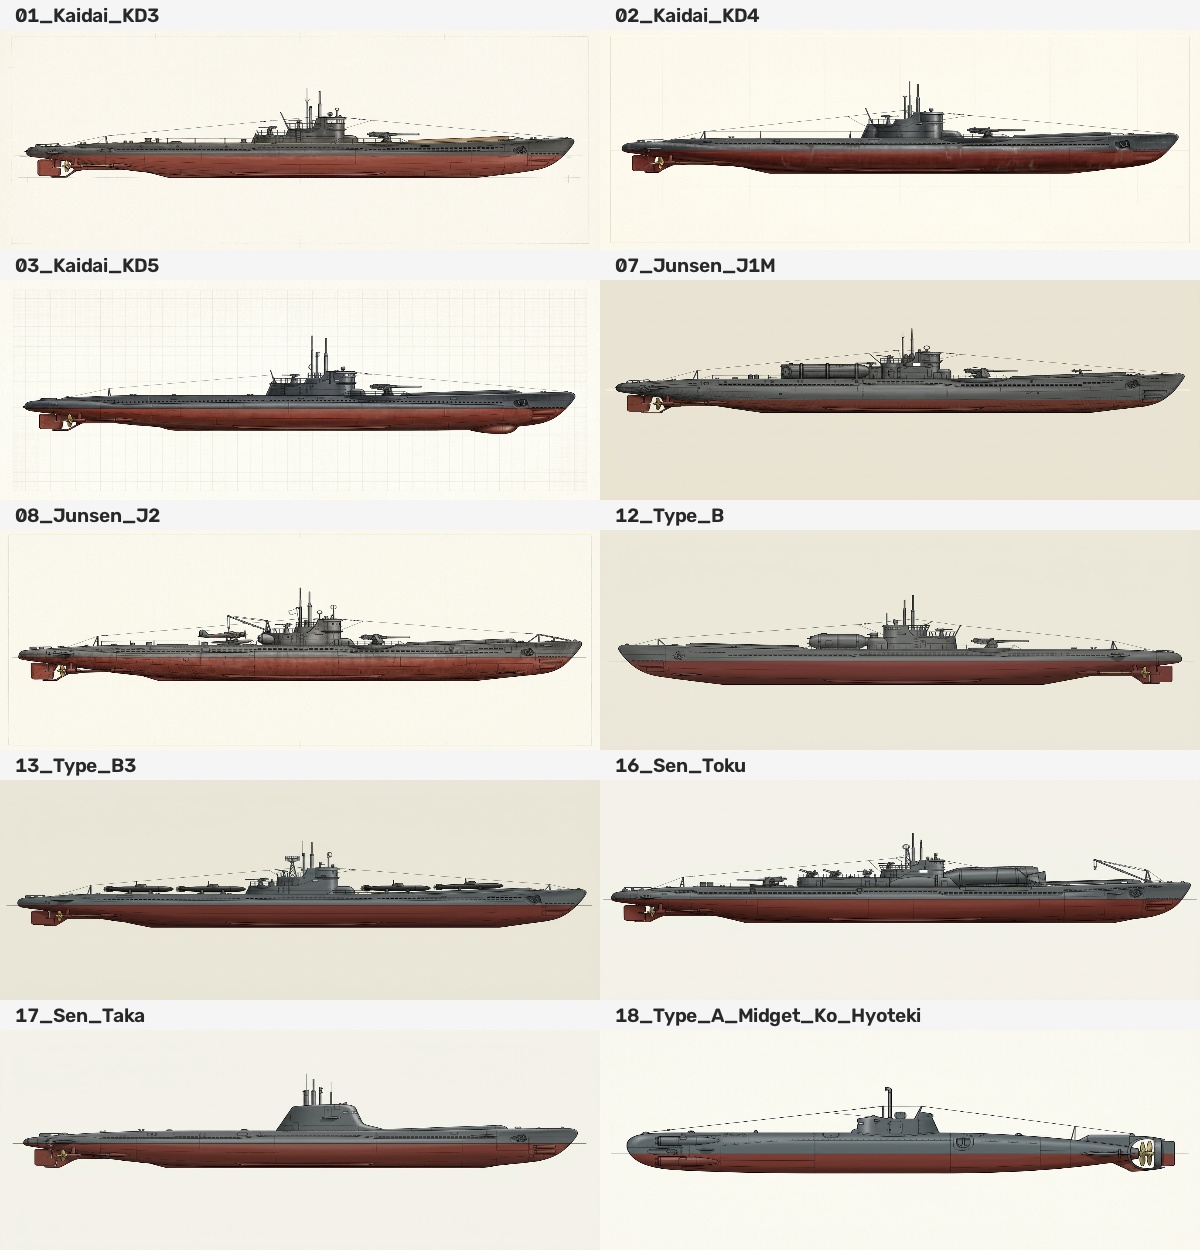 01_Kaidai_KD3
02_Kaidai_KD4
03_Kaidai_KD5
07_Junsen_J1M
08_Junsen_J2
12_Type_B
13_Type_B3
16_Sen_Toku
17_Sen_Taka
18_Type_A_Midget_Ko_Hyoteki